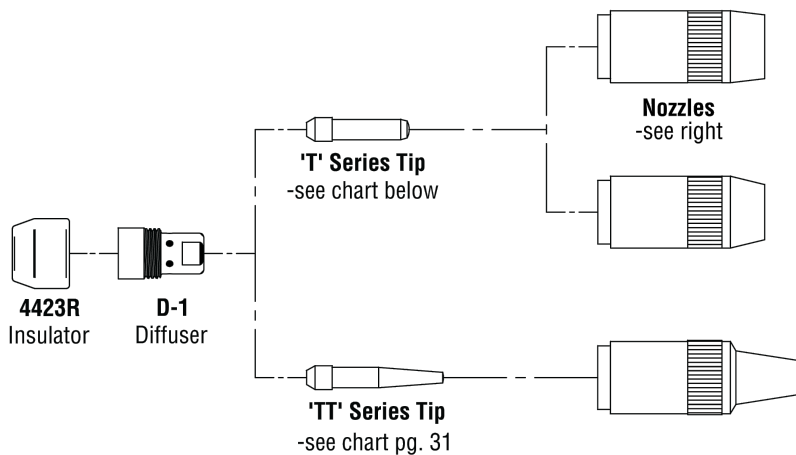 Nozzles
-see right
'T' Series Tip
-see chart below
4423R
Insulator
D-1
Diffuser
'TT' Series Tip
-see chart pg. 31